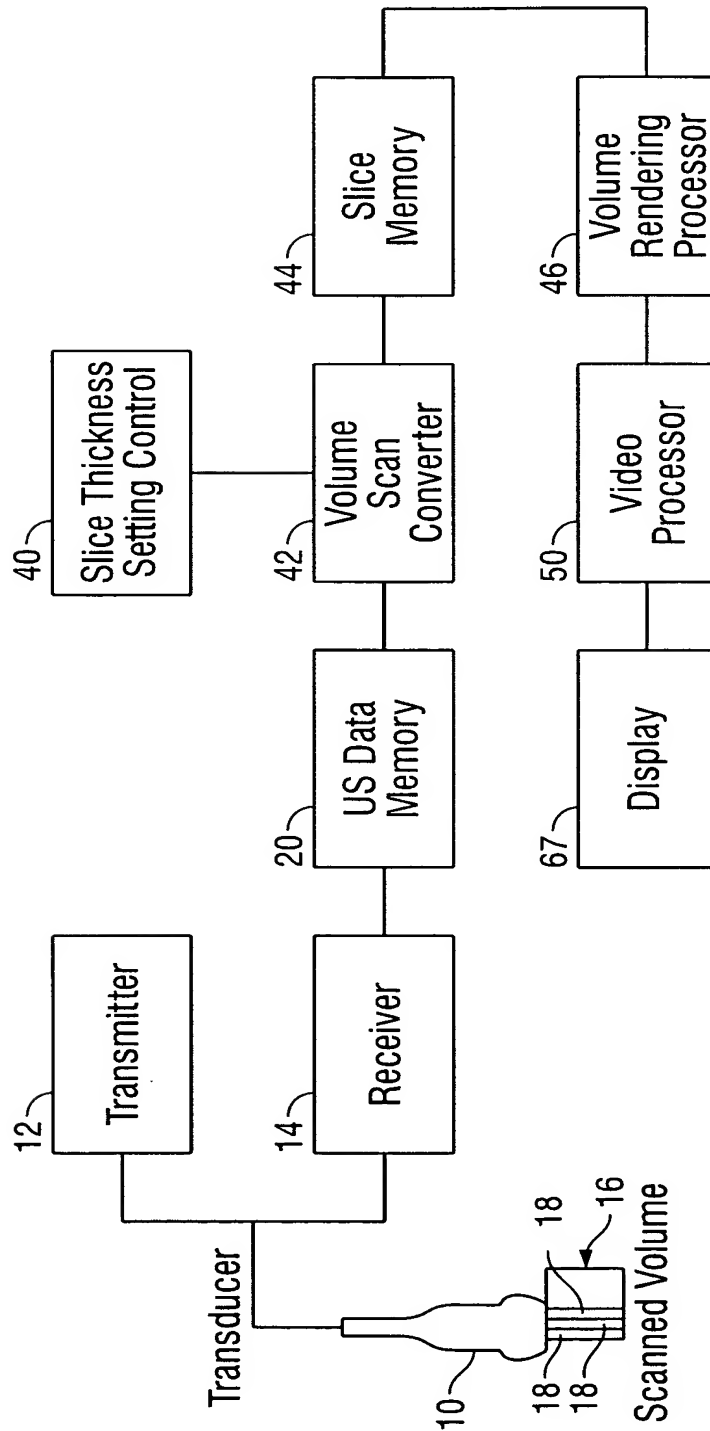 40
Slice Thickness
Setting Control
12
Transmitter
14
Receiver
20
US Data
Memory
42
Volume
Scan
Converter
44
Slice
Memory
Transducer
10
18
18
18
16
Scanned Volume
67
Display
50
Video
Processor
46
Volume
Rendering
Processor